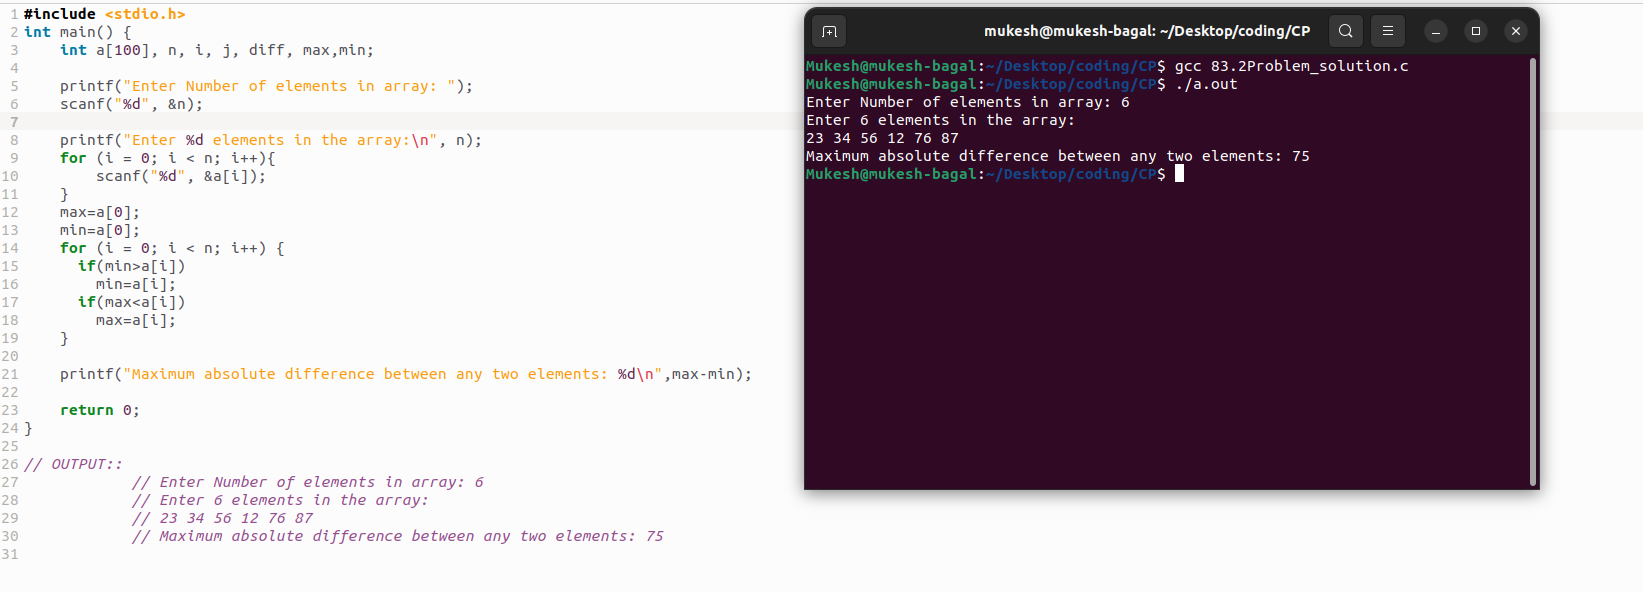 1 #include <stdio.h>
2 int main() {
3     int a[100], n, i, j, diff, max,min;
4
5     printf("Enter Number of elements in array: ");
6     scanf("%d", &n);
7
8     printf("Enter %d elements in the array:\n", n);
9     for (i = 0; i < n; i++){
10         scanf("%d", &a[i]);
11     }
12     max=a[0];
13     min=a[0];
14     for (i = 0; i < n; i++) {
15       if(min>a[i])
16         min=a[i];
17       if(max<a[i])
18         max=a[i];
19     }
20
21     printf("Maximum absolute difference between any two elements: %d\n",max-min);
22
23     return 0;
24 }
25
26 // OUTPUT::
27             // Enter Number of elements in array: 6
28             // Enter 6 elements in the array:
29             // 23 34 56 12 76 87
30             // Maximum absolute difference between any two elements: 75
31
mukesh@mukesh-bagal: ~/Desktop/coding/CP
Mukesh@mukesh-bagal:~/Desktop/coding/CP$ gcc 83.2Problem_solution.c
Mukesh@mukesh-bagal:~/Desktop/coding/CP$ ./a.out
Enter Number of elements in array: 6
Enter 6 elements in the array:
23 34 56 12 76 87
Maximum absolute difference between any two elements: 75
Mukesh@mukesh-bagal:~/Desktop/coding/CP$